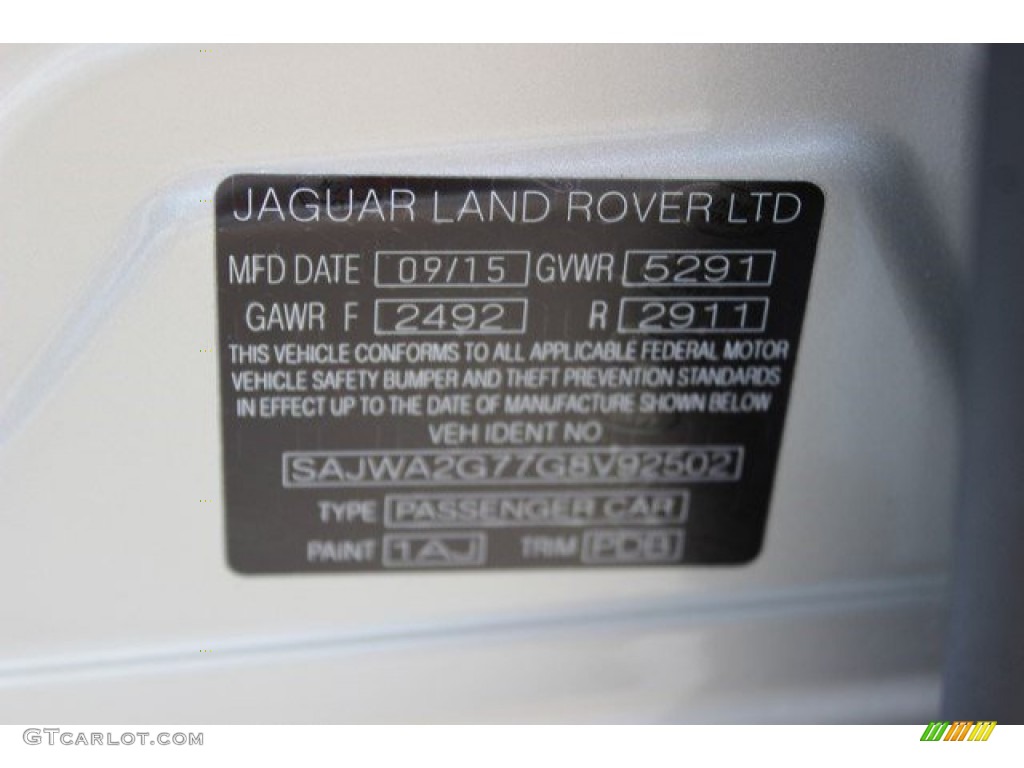 JAGUAR LAND ROVER LTD
MFD DATE 09/15 GVWR 5291
GAWR F 2492 R 2911
THIS VEHICLE CONFORMS TO ALL APPLICABLE FEDERAL MOTOR
VEHICLE SAFETY BUMPER AND THEFT PREVENTION STANDARDS
IN EFFECT UP TO THE DATE OF MANUFACTURE SHOWN BELOW
VEH IDENT NO
SAJWA2G77G8V92502
TYPE PASSENGER CAR
PAINT 1AJ TRIM PDB
GTCarlot.com